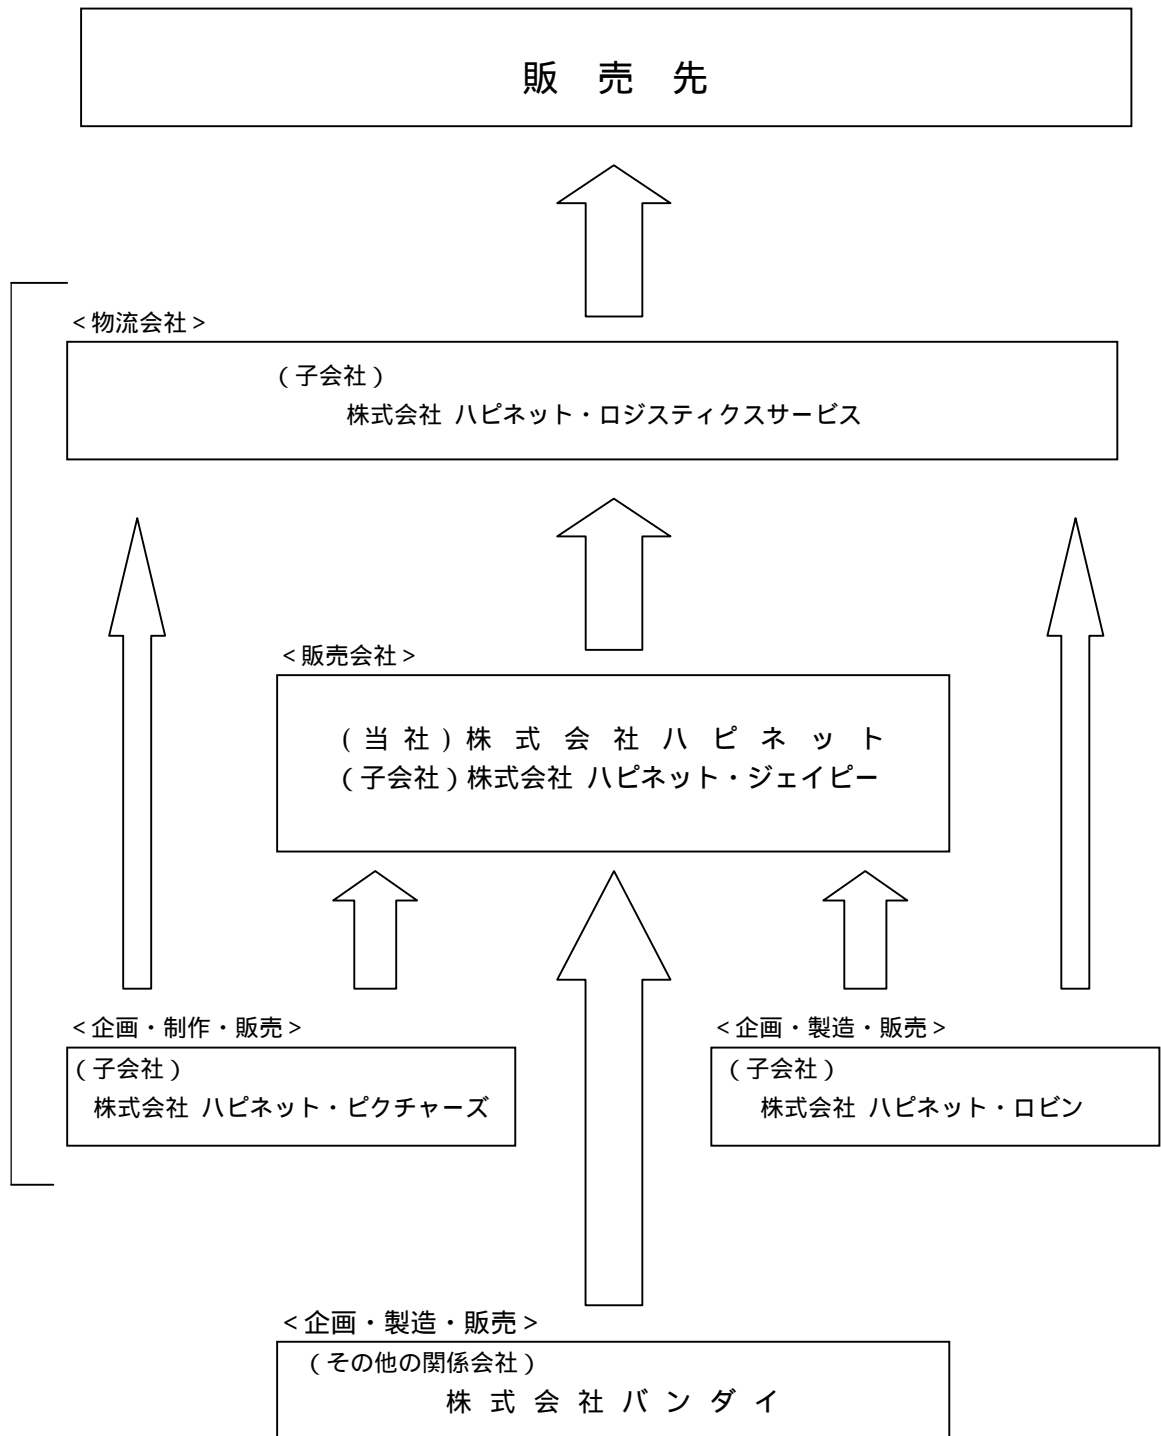 販 売 先
<物流会社>
(子会社)
株式会社 ハピネット・ロジスティクスサービス
<販売会社>
(当 社)株 式 会 社 ハ ピ ネ ッ ト
(子会社)株式会社 ハピネット・ジェイピー
<企画・制作・販売>
(子会社)
株式会社 ハピネット・ピクチャーズ
<企画・製造・販売>
(子会社)
株式会社 ハピネット・ロビン
<企画・製造・販売>
(その他の関係会社)
株 式 会 社 バ ン ダ イ